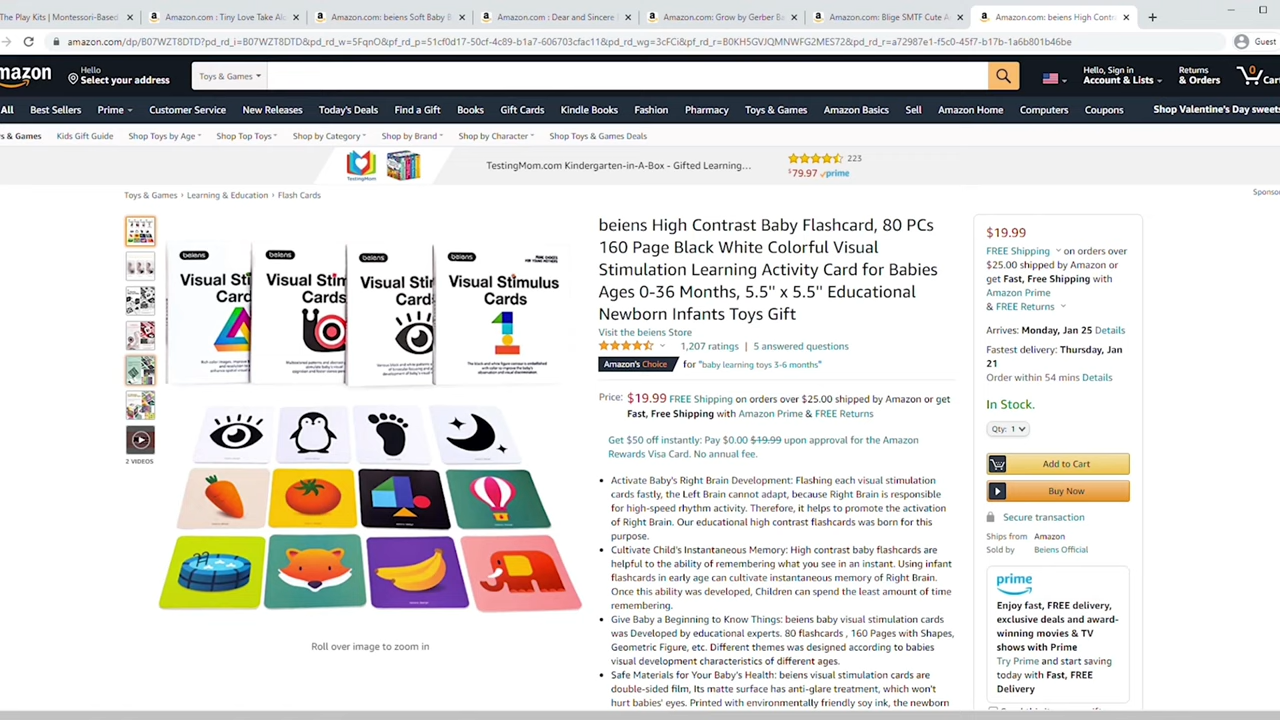 The Play Kits | Montessori-Based
Amazon.com : Tiny Love Take Al
Amazon.com: beiens Soft Baby B
Amazon.com : Dear and Sincere
Amazon.com: Grow by Gerber Ba
Amazon.com: Blige SMTF Cute A
Amazon.com: beiens High Contr
amazon.com/dp/B07WZT8DTD?pd_rd_i=B07WZT8DTD&pd_rd_w=5FqnO&pf_rd_p=51cf0d17-50cf-4c89-b1a7-606703cfac11&pd_rd_wg=3cFCi&pf_rd_r=B0KH5GVJQMNWFG2MES72&pd_rd_r=a72987e1-f5c0-45f7-b17b-1a6b801b46be
Guest
mazon
Hello
Select your address
Toys & Games
Hello, Sign in
Account & Lists
Returns
& Orders
0
Cart
All Best Sellers Prime Customer Service New Releases Today's Deals Find a Gift Books Gift Cards Kindle Books Fashion Pharmacy Toys & Games Amazon Basics Sell Amazon Home Computers Coupons Shop Valentine's Day sweet
s & Games Kids Gift Guide Shop Toys by Age Shop Top Toys Shop by Category Shop by Brand Shop by Character Shop Toys & Games Deals
TestingMom
TestingMom.com Kindergarten-in-A-Box - Gifted Learning…
223
$79.97 prime
Sponso
Toys & Games › Learning & Education › Flash Cards
2 VIDEOS
beiens
Visual Sti
Card
beiens
Visual Stim
Cards
beiens
Visual Sti
Card
beiens
Visual Stimulus
Cards
Roll over image to zoom in
beiens High Contrast Baby Flashcard, 80 PCs
160 Page Black White Colorful Visual
Stimulation Learning Activity Card for Babies
Ages 0-36 Months, 5.5'' x 5.5'' Educational
Newborn Infants Toys Gift
Visit the beiens Store
1,207 ratings | 5 answered questions
Amazon's Choice for "baby learning toys 3-6 months"
Price: $19.99 FREE Shipping on orders over $25.00 shipped by Amazon or get
Fast, Free Shipping with Amazon Prime & FREE Returns
Get $50 off instantly: Pay $0.00 $19.99 upon approval for the Amazon
Rewards Visa Card. No annual fee.
• Activate Baby's Right Brain Development: Flashing each visual stimulation
cards fastly, the Left Brain cannot adapt, because Right Brain is responsible
for high-speed rhythm activity. Therefore, it helps to promote the activation
of Right Brain. Our educational high contrast flashcards was born for this
purpose.
• Cultivate Child's Instantaneous Memory: High contrast baby flashcards are
helpful to the ability of remembering what you see in an instant. Using infant
flashcards in early age can cultivate instantaneous memory of Right Brain.
Once this ability was developed, Children can spend the least amount of time
remembering.
• Give Baby a Beginning to Know Things: beiens baby visual stimulation cards
was Developed by educational experts. 80 flashcards , 160 Pages with Shapes,
Geometric Figure, etc. Different themes was designed according to babies
visual development characteristics of different ages.
• Safe Materials for Your Baby's Health: beiens visual stimulation cards are
double-sided film, Its matte surface has anti-glare treatment, which won't
hurt babies' eyes. Printed with environmentally friendly soy ink, the newborn
$19.99
FREE Shipping on orders over
$25.00 shipped by Amazon or
get Fast, Free Shipping with
Amazon Prime
& FREE Returns
Arrives: Monday, Jan 25 Details
Fastest delivery: Thursday, Jan
21
Order within 54 mins Details
In Stock.
Qty: 1
Add to Cart
Buy Now
Secure transaction
Ships from Amazon
Sold by Beiens Official
prime
Enjoy fast, FREE delivery,
exclusive deals and award-
winning movies & TV
shows with Prime
Try Prime and start saving
today with Fast, FREE
Delivery